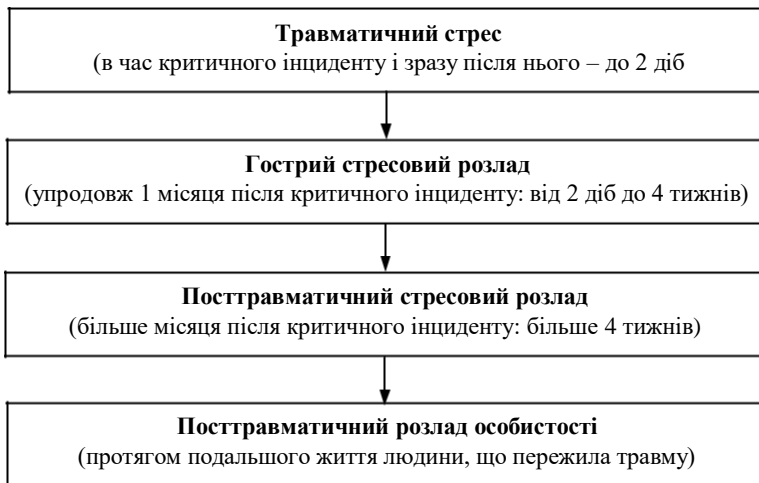 Травматичний стрес
(в час критичного інциденту і зразу після нього – до 2 діб
Гострий стресовий розлад
(упродовж 1 місяця після критичного інциденту: від 2 діб до 4 тижнів)
Посттравматичний стресовий розлад
(більше місяця після критичного інциденту: більше 4 тижнів)
Посттравматичний розлад особистості
(протягом подальшого життя людини, що пережила травму)